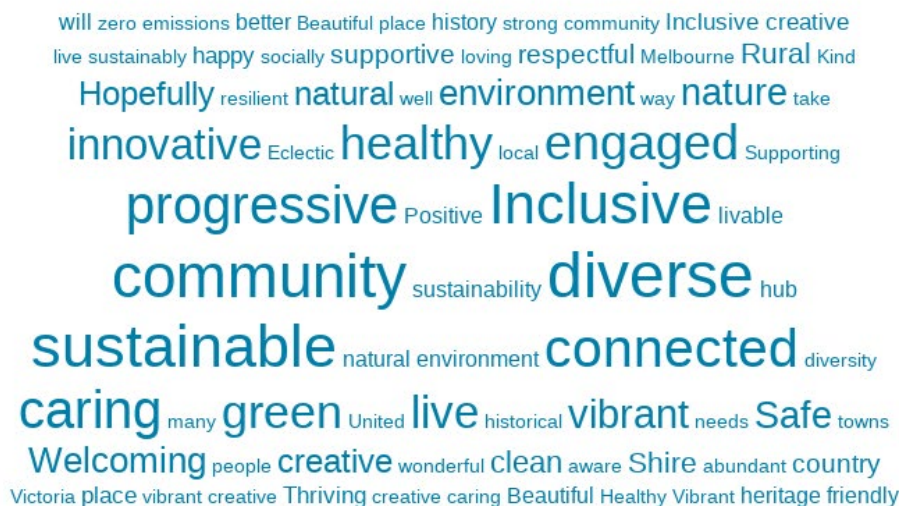 will zero emissions better Beautiful place history strong community Inclusive creative
live sustainably happy socially supportive loving respectful Melbourne Rural Kind
Hopefully resilient natural well environment way nature take
innovative Eclectic healthy local engaged Supporting
progressive Positive Inclusive livable
community sustainability diverse hub
sustainable natural environment connected diversity
caring many green United live historical vibrant needs Safe towns
Welcoming people creative wonderful clean aware Shire abundant country
Victoria place vibrant creative Thriving creative caring Beautiful Healthy Vibrant heritage friendly